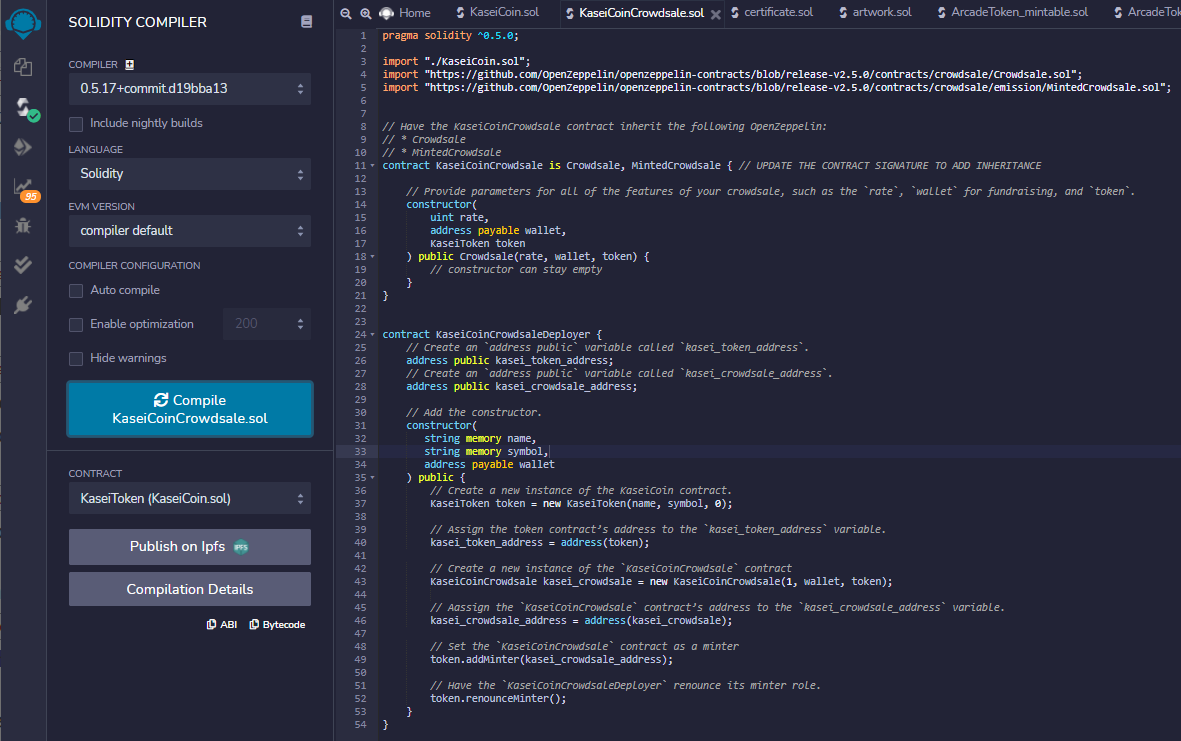 SOLIDITY COMPILER
COMPILER
0.5.17+commit.d19bba13
Include nightly builds
LANGUAGE
Solidity
EVM VERSION
compiler default
COMPILER CONFIGURATION
Auto compile
Enable optimization
200
Hide warnings
Compile
KaseiCoinCrowdsale.sol
CONTRACT
KaseiToken (KaseiCoin.sol)
Publish on Ipfs
IPFS
Compilation Details
ABI Bytecode
95
Home KaseiCoin.sol KaseiCoinCrowdsale.sol certificate.sol artwork.sol ArcadeToken_mintable.sol ArcadeTok
1 pragma solidity ^0.5.0;
2
3 import "./KaseiCoin.sol";
4 import "https://github.com/OpenZeppelin/openzeppelin-contracts/blob/release-v2.5.0/contracts/crowdsale/Crowdsale.sol";
5 import "https://github.com/OpenZeppelin/openzeppelin-contracts/blob/release-v2.5.0/contracts/crowdsale/emission/MintedCrowdsale.sol";
6
7
8 // Have the KaseiCoinCrowdsale contract inherit the following OpenZeppelin:
9 // * Crowdsale
10 // * MintedCrowdsale
11 contract KaseiCoinCrowdsale is Crowdsale, MintedCrowdsale { // UPDATE THE CONTRACT SIGNATURE TO ADD INHERITANCE
12
13 // Provide parameters for all of the features of your crowdsale, such as the `rate`, `wallet` for fundraising, and `token`.
14 constructor(
15 uint rate,
16 address payable wallet,
17 KaseiToken token
18 ) public Crowdsale(rate, wallet, token) {
19 // constructor can stay empty
20 }
21 }
22
23
24 contract KaseiCoinCrowdsaleDeployer {
25 // Create an `address public` variable called `kasei_token_address`.
26 address public kasei_token_address;
27 // Create an `address public` variable called `kasei_crowdsale_address`.
28 address public kasei_crowdsale_address;
29
30 // Add the constructor.
31 constructor(
32 string memory name,
33 string memory symbol,
34 address payable wallet
35 ) public {
36 // Create a new instance of the KaseiCoin contract.
37 KaseiToken token = new KaseiToken(name, symbol, 0);
38
39 // Assign the token contract’s address to the `kasei_token_address` variable.
40 kasei_token_address = address(token);
41
42 // Create a new instance of the `KaseiCoinCrowdsale` contract
43 KaseiCoinCrowdsale kasei_crowdsale = new KaseiCoinCrowdsale(1, wallet, token);
44
45 // Aassign the `KaseiCoinCrowdsale` contract’s address to the `kasei_crowdsale_address` variable.
46 kasei_crowdsale_address = address(kasei_crowdsale);
47
48 // Set the `KaseiCoinCrowdsale` contract as a minter
49 token.addMinter(kasei_crowdsale_address);
50
51 // Have the `KaseiCoinCrowdsaleDeployer` renounce its minter role.
52 token.renounceMinter();
53 }
54 }